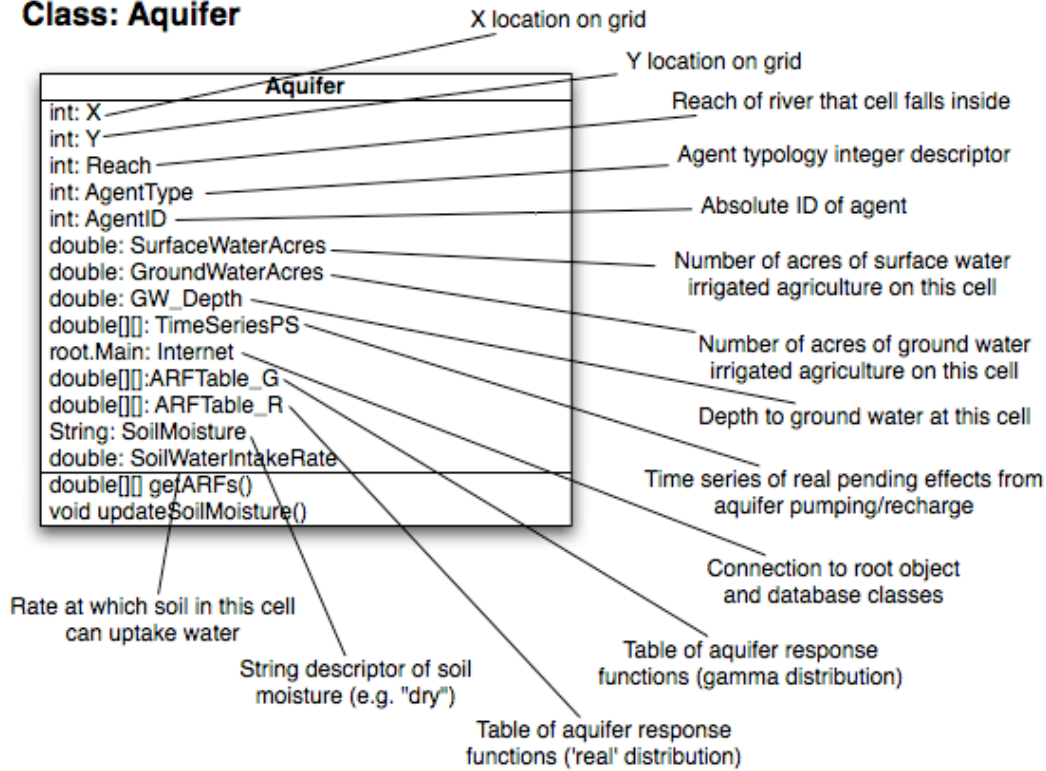 Class: Aquifer
X location on grid
Y location on grid
Aquifer
int: X
int: Y
int: Reach
int: AgentType
int: AgentID
double: SurfaceWaterAcres
double: GroundWaterAcres
double: GW_Depth
double[][]: TimeSeriesPS
root.Main: Internet
double[][]:ARFTable_G
double[][]: ARFTable_R
String: SoilMoisture
double: SoilWaterIntakeRate
double[][] getARFs()
void updateSoilMoisture()
Reach of river that cell falls inside
Agent typology integer descriptor
Absolute ID of agent
Number of acres of surface water
irrigated agriculture on this cell
Number of acres of ground water
irrigated agriculture on this cell
Depth to ground water at this cell
Time series of real pending effects from
aquifer pumping/recharge
Connection to root object
and database classes
Table of aquifer response
functions (gamma distribution)
Table of aquifer response
functions ('real' distribution)
String descriptor of soil
moisture (e.g. "dry")
Rate at which soil in this cell
can uptake water